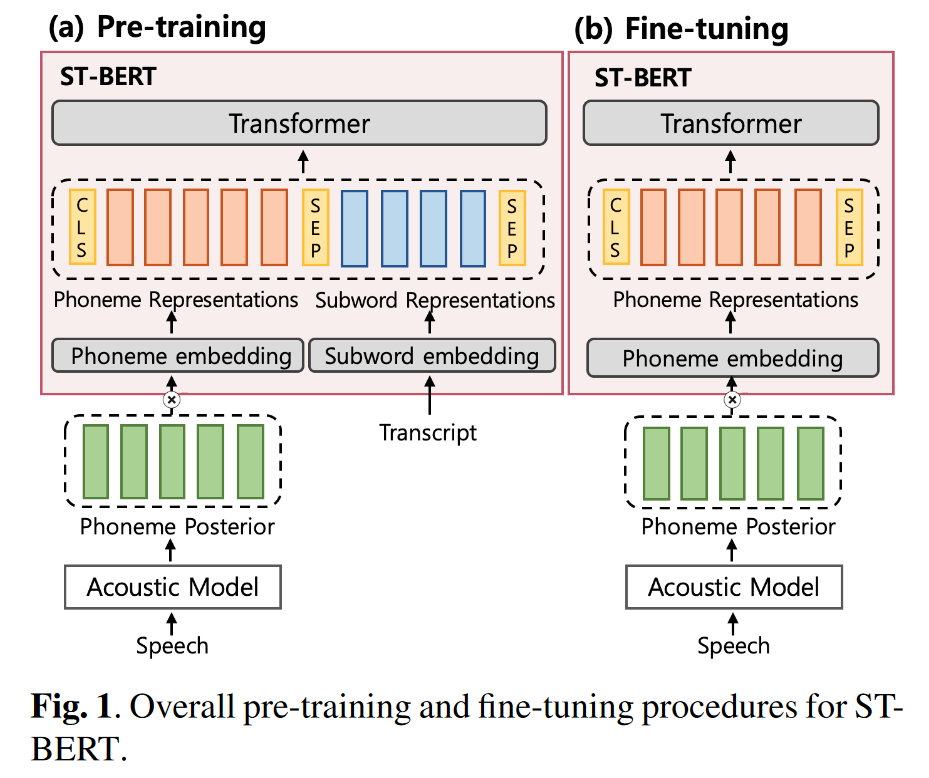 (a) Pre-training
ST-BERT
Transformer
CLS
SEP
SEP
Phoneme Representations
Subword Representations
Phoneme embedding
Subword embedding
Transcript
Phoneme Posterior
Acoustic Model
Speech
(b) Fine-tuning
ST-BERT
Transformer
CLS
SEP
Phoneme Representations
Phoneme embedding
Phoneme Posterior
Acoustic Model
Speech
Fig. 1. Overall pre-training and fine-tuning procedures for ST-
BERT.